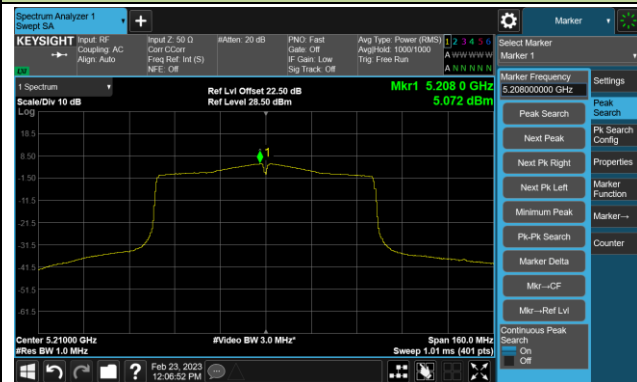 Spectrum Analyzer 1
Swept SA
Marker
KEYSIGHT
Input: RF
Coupling: AC
Align: Auto
Input Z: 50 Ω
Corr CCorr
Freq Ref: Int (S)
NFE: Off
#Atten: 20 dB
PNO: Fast
Gate: Off
IF Gain: Low
Sig Track: Off
Avg Type: Power (RMS)
Avg|Hold: 1000/1000
Trig: Free Run
1 2 3 4 5 6
A W W W W W
A N N N N N
Select Marker
Marker 1
LXI
1 Spectrum
Scale/Div 10 dB
Log
Ref Lvl Offset 22.50 dB
Ref Level 28.50 dBm
Mkr1 5.208 0 GHz
5.072 dBm
18.5
8.50
-1.50
-11.5
-21.5
-31.5
-41.5
-51.5
-61.5
1
Center 5.21000 GHz
#Res BW 1.0 MHz
#Video BW 3.0 MHz*
Span 160.0 MHz
Sweep 1.01 ms (401 pts)
Marker Frequency
5.208000000 GHz
Peak Search
Next Peak
Next Pk Right
Next Pk Left
Minimum Peak
Pk-Pk Search
Marker Delta
Mkr→CF
Mkr→Ref Lvl
Continuous Peak
Search
On
Off
Settings
Peak
Search
Pk Search
Config
Properties
Marker
Function
Marker→
Counter
Feb 23, 2023
12:06:52 PM